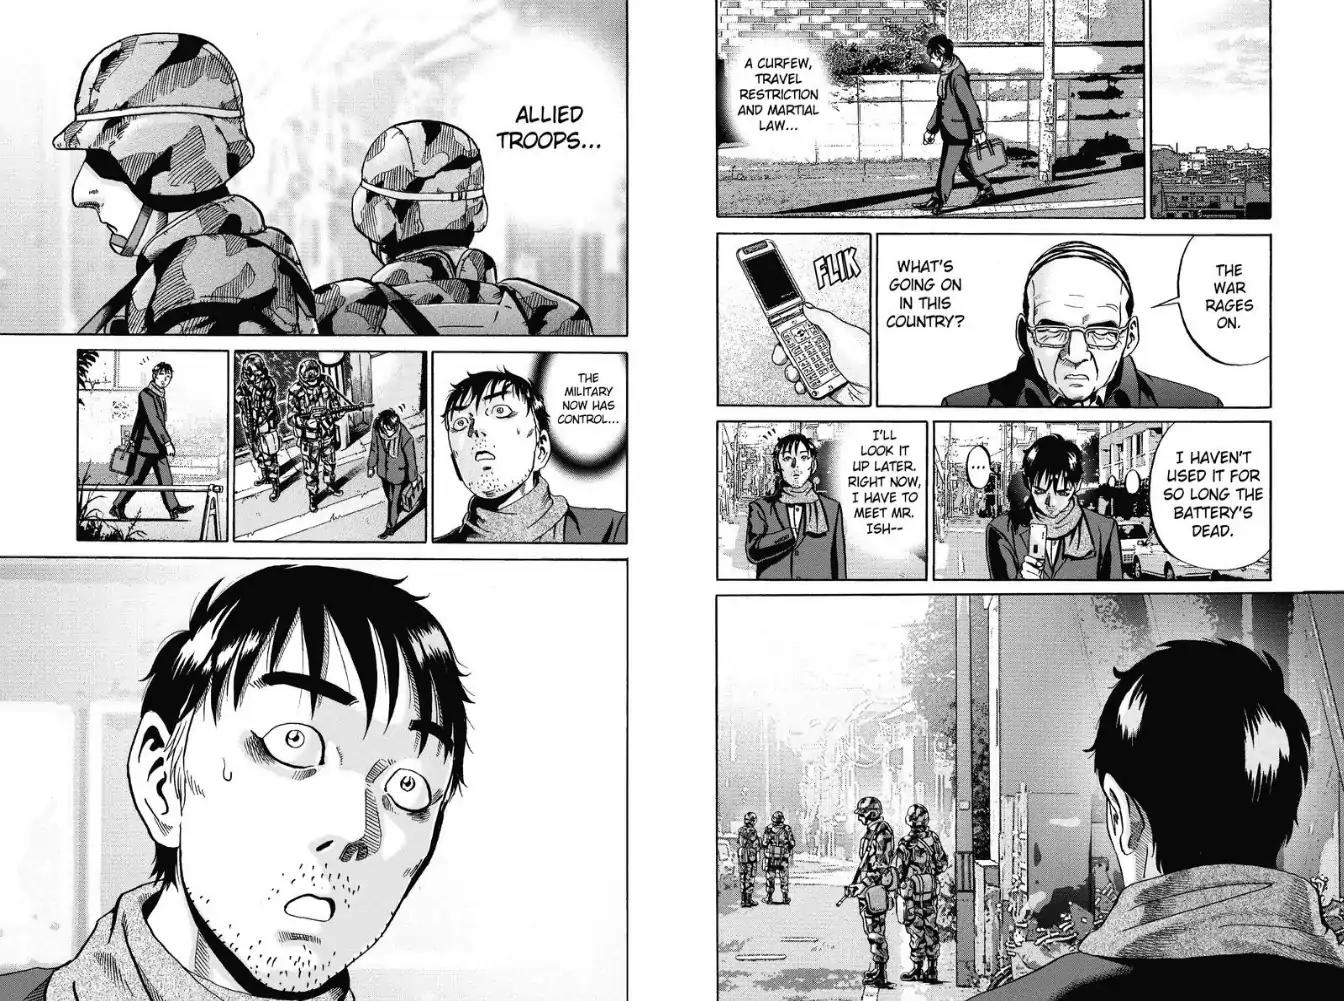 A CURFEW,
TRAVEL
RESTRICTION
AND MARTIAL
LAW...
THE
WAR
RAGES
ON.
WHAT'S
GOING ON
IN THIS
COUNTRY?
FLIK
I HAVEN'T
USED IT FOR
SO LONG THE
BATTERY'S
DEAD.
...
I'LL
LOOK IT
UP LATER.
RIGHT NOW,
I HAVE TO
MEET MR.
ISH--
ALLIED
TROOPS...
THE
MILITARY
NOW HAS
CONTROL...